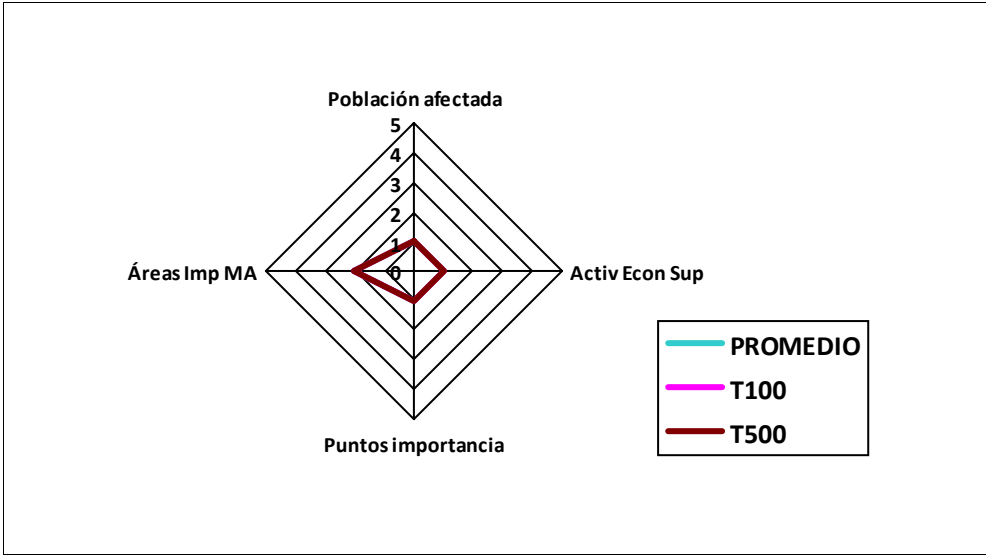 Población afectada
5
4
3
2
1
0
Áreas Imp MA
Activ Econ Sup
Puntos importancia
PROMEDIO
T100
T500